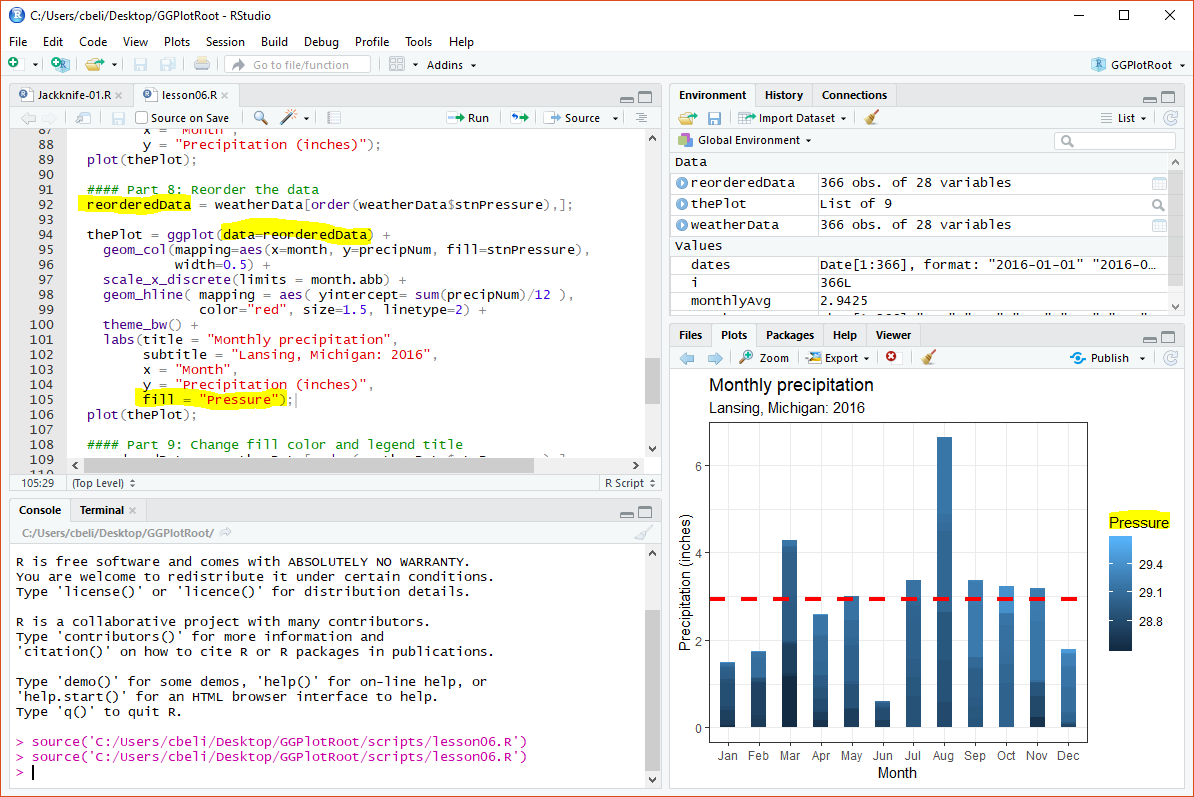 C:/Users/cbeli/Desktop/GGPlotRoot - RStudio
File Edit Code View Plots Session Build Debug Profile Tools Help
Go to file/function Addins GGPlotRoot
Jackknife-01.R lesson06.R
Source on Save Run Source
87 x = "Month",
88 y = "Precipitation (inches)");
89 plot(thePlot);
90
91 #### Part 8: Reorder the data
92 reorderedData = weatherData[order(weatherData$stnPressure),];
93
94 thePlot = ggplot(data=reorderedData) +
95 geom_col(mapping=aes(x=month, y=precipNum, fill=stnPressure),
96 width=0.5) +
97 scale_x_discrete(limits = month.abb) +
98 geom_hline( mapping = aes( yintercept= sum(precipNum)/12 ),
99 color="red", size=1.5, linetype=2) +
100 theme_bw() +
101 labs(title = "Monthly precipitation",
102 subtitle = "Lansing, Michigan: 2016",
103 x = "Month",
104 y = "Precipitation (inches)",
105 fill = "Pressure");
106 plot(thePlot);
107
108 #### Part 9: Change fill color and legend title
109
105:29 (Top Level) R Script
Console Terminal
C:/Users/cbeli/Desktop/GGPlotRoot/
R is free software and comes with ABSOLUTELY NO WARRANTY.
You are welcome to redistribute it under certain conditions.
Type 'license()' or 'licence()' for distribution details.
R is a collaborative project with many contributors.
Type 'contributors()' for more information and
'citation()' on how to cite R or R packages in publications.
Type 'demo()' for some demos, 'help()' for on-line help, or
'help.start()' for an HTML browser interface to help.
Type 'q()' to quit R.
> source('C:/Users/cbeli/Desktop/GGPlotRoot/scripts/lesson06.R')
> source('C:/Users/cbeli/Desktop/GGPlotRoot/scripts/lesson06.R')
>
Environment History Connections
Import Dataset List
Global Environment
Data
reorderedData 366 obs. of 28 variables
thePlot List of 9
weatherData 366 obs. of 28 variables
Values
dates Date[1:366], format: "2016-01-01" "2016-0…
i 366L
monthlyAvg 2.9425
Files Plots Packages Help Viewer
Zoom Export Publish
Monthly precipitation
Lansing, Michigan: 2016
Precipitation (inches)
6
4
2
0
Jan Feb Mar Apr May Jun Jul Aug Sep Oct Nov Dec
Month
Pressure
29.4
29.1
28.8